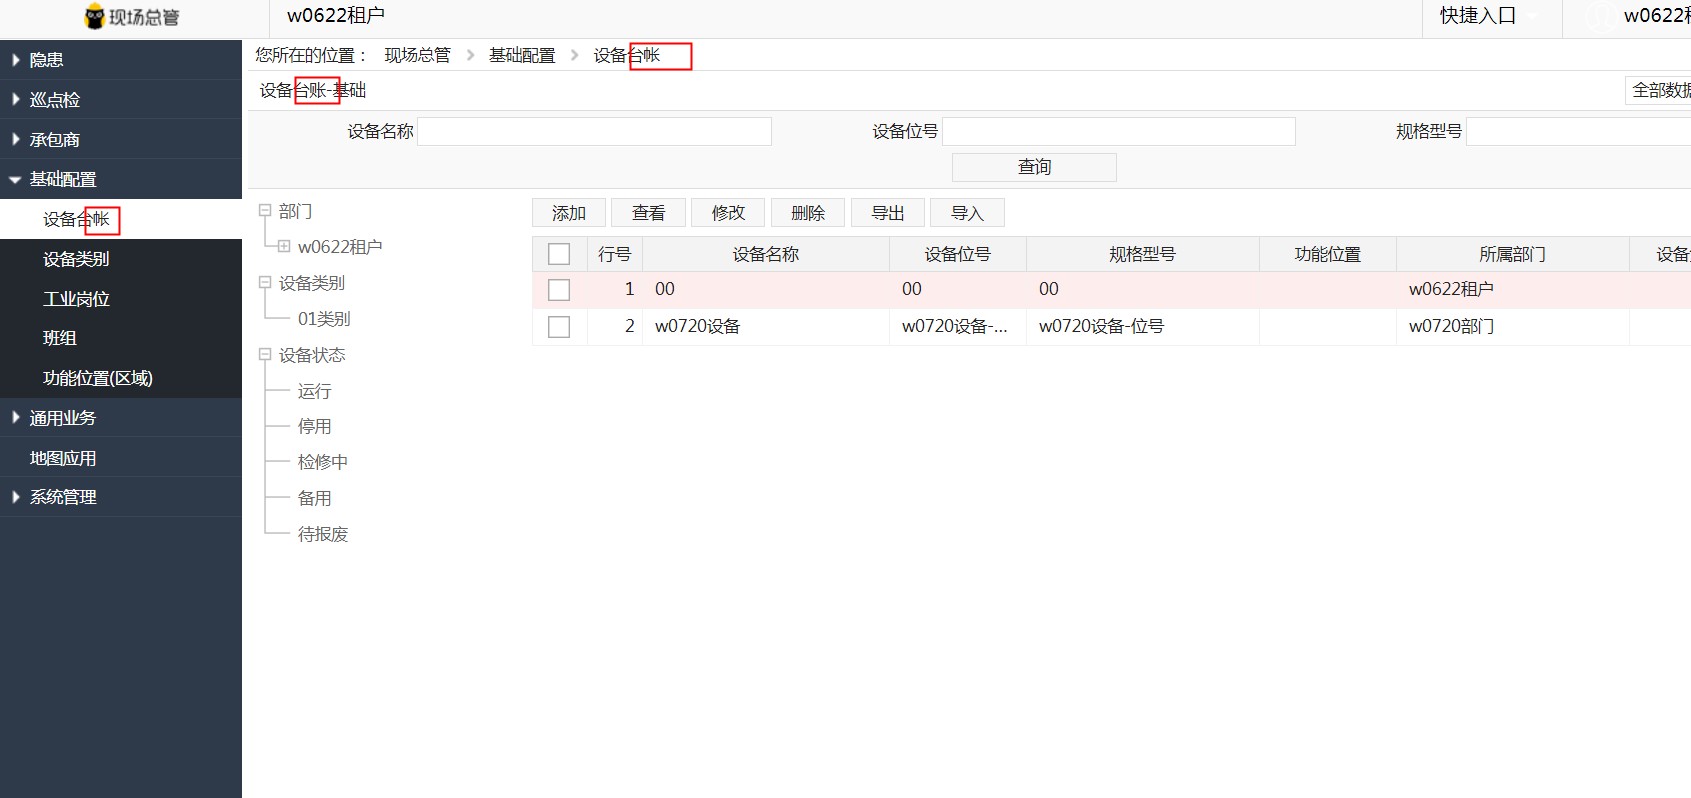 现场总管
w0622租户
快捷入口
w0622租
隐患
巡点检
承包商
基础配置
设备台帐
设备类别
工业岗位
班组
功能位置(区域)
通用业务
地图应用
系统管理
您所在的位置： 现场总管 基础配置 设备台帐
设备台账-基础
全部数据
设备名称 设备位号 规格型号
查询
部门
w0622租户
设备类别
01类别
设备状态
运行
停用
检修中
备用
待报废
添加 查看 修改 删除 导出 导入
行号 设备名称 设备位号 规格型号 功能位置 所属部门 设备
1 00 00 00 w0622租户
2 w0720设备 w0720设备-... w0720设备-位号 w0720部门